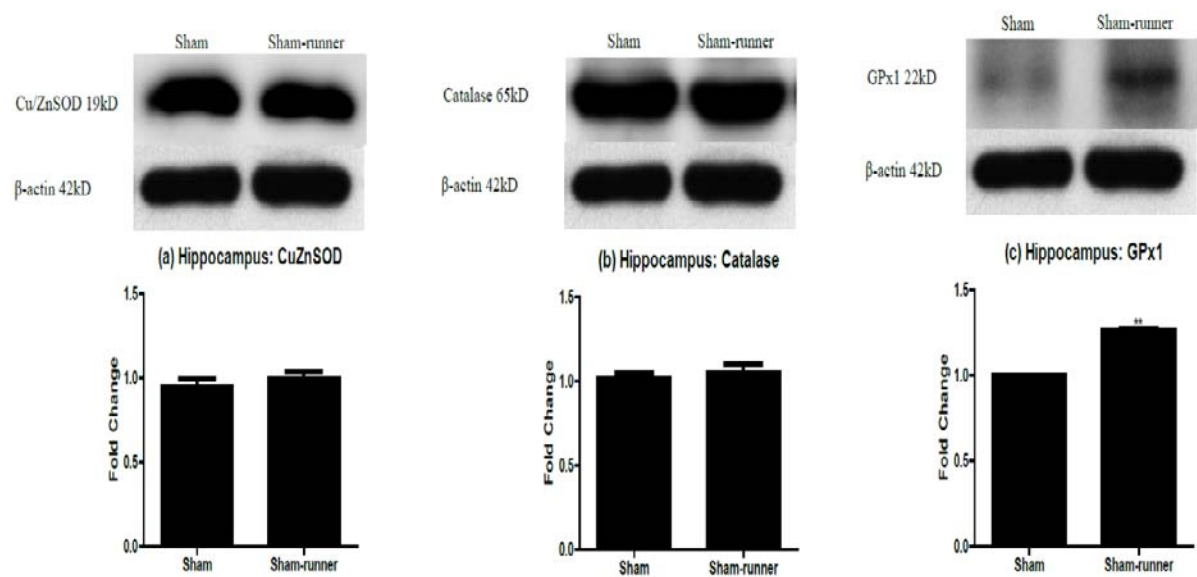 Sham Sham-runner
Cu/ZnSOD 19kD
β-actin 42kD
(a) Hippocampus: CuZnSOD
Fold Change
1.5
1.0
0.5
0.0
Sham Sham-runner
Sham Sham-runner
Catalase 65kD
β-actin 42kD
(b) Hippocampus: Catalase
Fold Change
1.5
1.0
0.5
0.0
Sham Sham-runner
Sham Sham-runner
GPx1 22kD
β-actin 42kD
(c) Hippocampus: GPx1
Fold Change
1.5
1.0
0.5
0.0
**
Sham Sham-runner